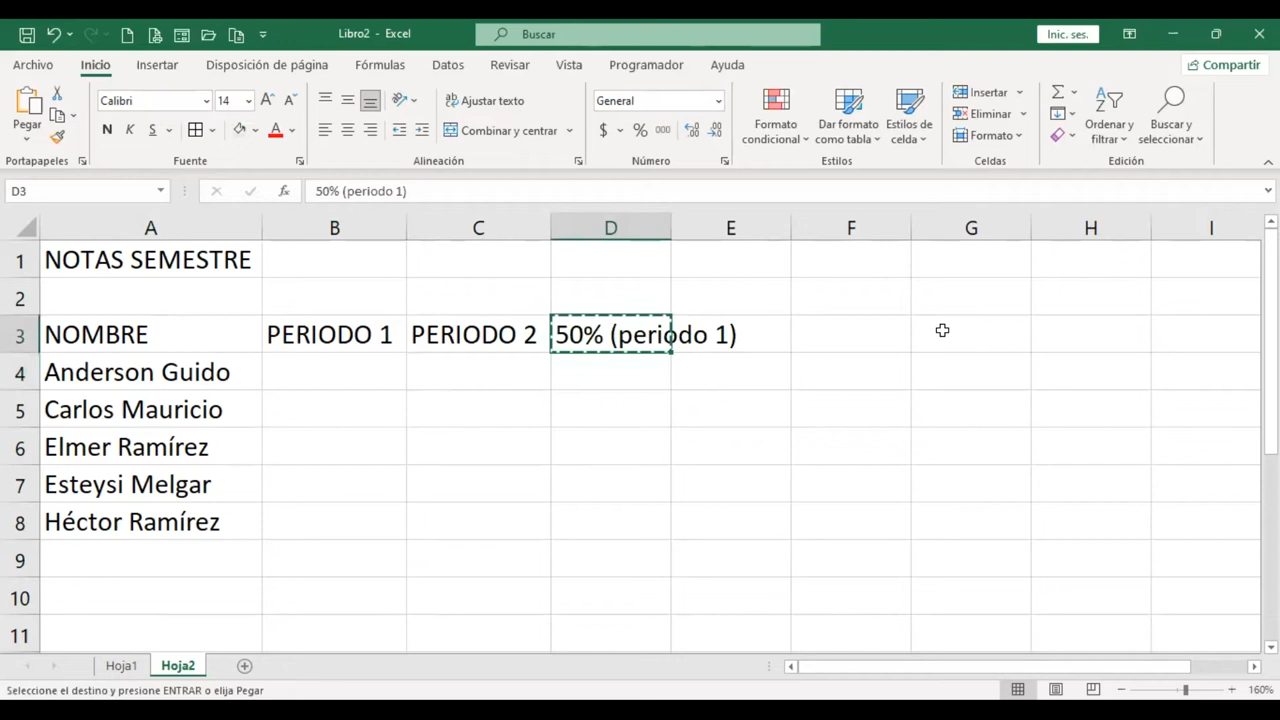 Libro2 - Excel
Buscar
Inic. ses.
Archivo Inicio Insertar Disposición de página Fórmulas Datos Revisar Vista Programador Ayuda
Compartir
Pegar
Calibri 14
N K S
Ajustar texto
Combinar y centrar
General
$ % 000
Formato condicional
Dar formato como tabla
Estilos de celda
Insertar
Eliminar
Formato
Ordenar y filtrar
Buscar y seleccionar
Portapapeles Fuente Alineación Número Estilos Celdas Edición
D3 fx 50% (periodo 1)
A B C D E F G H I
1 NOTAS SEMESTRE
2
3 NOMBRE PERIODO 1 PERIODO 2 50% (periodo 1)
4 Anderson Guido
5 Carlos Mauricio
6 Elmer Ramírez
7 Esteysi Melgar
8 Héctor Ramírez
9
10
11
Hoja1 Hoja2
Seleccione el destino y presione ENTRAR o elija Pegar
160%